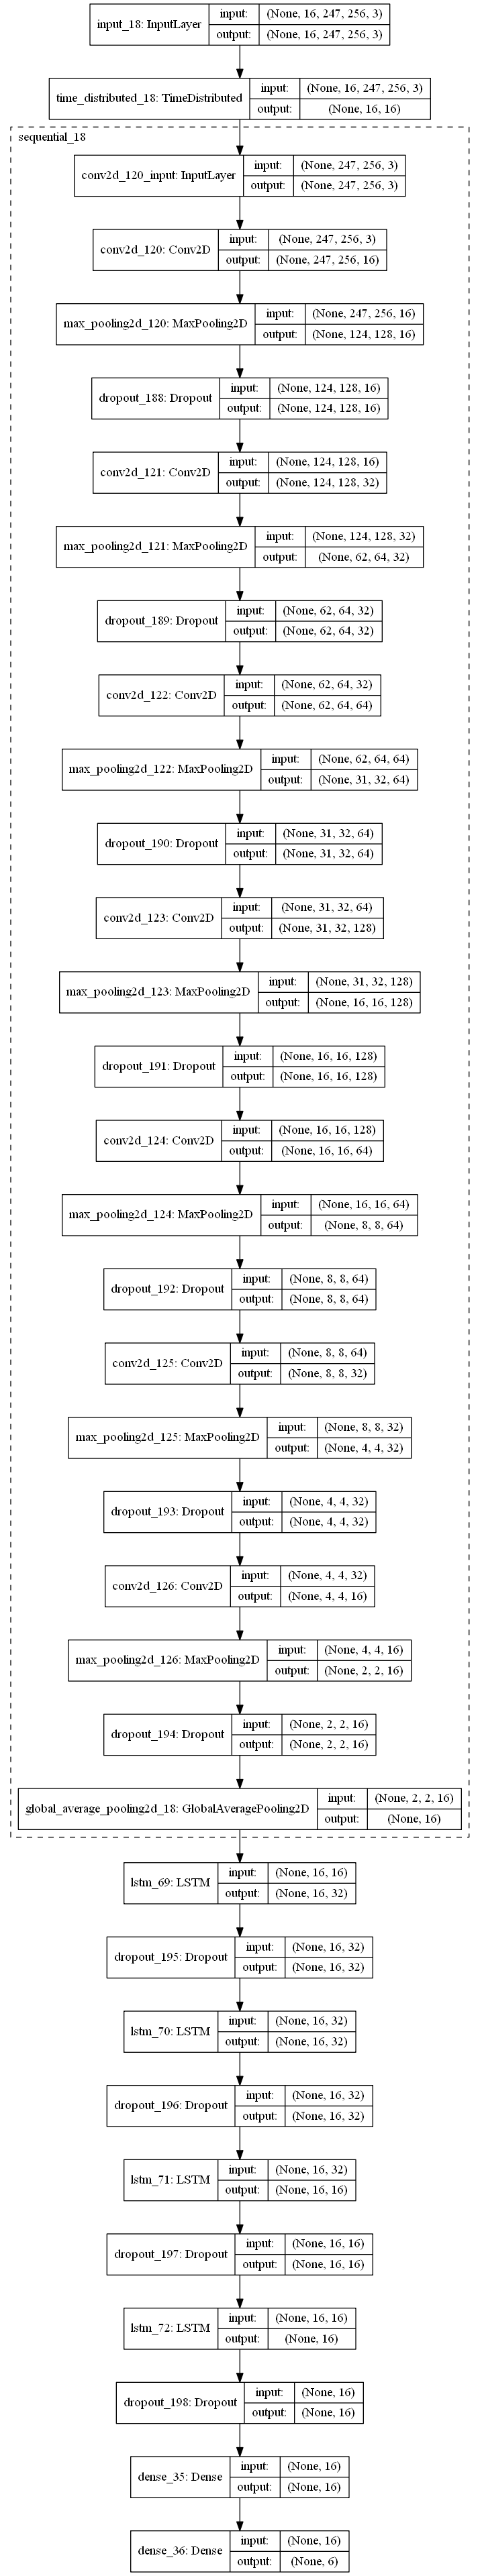 input_18: InputLayer input: (None, 16, 247, 256, 3)
output: (None, 16, 247, 256, 3)
time_distributed_18: TimeDistributed input: (None, 16, 247, 256, 3)
output: (None, 16, 16)
sequential_18
conv2d_120_input: InputLayer input: (None, 247, 256, 3)
output: (None, 247, 256, 3)
conv2d_120: Conv2D input: (None, 247, 256, 3)
output: (None, 247, 256, 16)
max_pooling2d_120: MaxPooling2D input: (None, 247, 256, 16)
output: (None, 124, 128, 16)
dropout_188: Dropout input: (None, 124, 128, 16)
output: (None, 124, 128, 16)
conv2d_121: Conv2D input: (None, 124, 128, 16)
output: (None, 124, 128, 32)
max_pooling2d_121: MaxPooling2D input: (None, 124, 128, 32)
output: (None, 62, 64, 32)
dropout_189: Dropout input: (None, 62, 64, 32)
output: (None, 62, 64, 32)
conv2d_122: Conv2D input: (None, 62, 64, 32)
output: (None, 62, 64, 64)
max_pooling2d_122: MaxPooling2D input: (None, 62, 64, 64)
output: (None, 31, 32, 64)
dropout_190: Dropout input: (None, 31, 32, 64)
output: (None, 31, 32, 64)
conv2d_123: Conv2D input: (None, 31, 32, 64)
output: (None, 31, 32, 128)
max_pooling2d_123: MaxPooling2D input: (None, 31, 32, 128)
output: (None, 16, 16, 128)
dropout_191: Dropout input: (None, 16, 16, 128)
output: (None, 16, 16, 128)
conv2d_124: Conv2D input: (None, 16, 16, 128)
output: (None, 16, 16, 64)
max_pooling2d_124: MaxPooling2D input: (None, 16, 16, 64)
output: (None, 8, 8, 64)
dropout_192: Dropout input: (None, 8, 8, 64)
output: (None, 8, 8, 64)
conv2d_125: Conv2D input: (None, 8, 8, 64)
output: (None, 8, 8, 32)
max_pooling2d_125: MaxPooling2D input: (None, 8, 8, 32)
output: (None, 4, 4, 32)
dropout_193: Dropout input: (None, 4, 4, 32)
output: (None, 4, 4, 32)
conv2d_126: Conv2D input: (None, 4, 4, 32)
output: (None, 4, 4, 16)
max_pooling2d_126: MaxPooling2D input: (None, 4, 4, 16)
output: (None, 2, 2, 16)
dropout_194: Dropout input: (None, 2, 2, 16)
output: (None, 2, 2, 16)
global_average_pooling2d_18: GlobalAveragePooling2D input: (None, 2, 2, 16)
output: (None, 16)
lstm_69: LSTM input: (None, 16, 16)
output: (None, 16, 32)
dropout_195: Dropout input: (None, 16, 32)
output: (None, 16, 32)
lstm_70: LSTM input: (None, 16, 32)
output: (None, 16, 32)
dropout_196: Dropout input: (None, 16, 32)
output: (None, 16, 32)
lstm_71: LSTM input: (None, 16, 32)
output: (None, 16, 16)
dropout_197: Dropout input: (None, 16, 16)
output: (None, 16, 16)
lstm_72: LSTM input: (None, 16, 16)
output: (None, 16)
dropout_198: Dropout input: (None, 16)
output: (None, 16)
dense_35: Dense input: (None, 16)
output: (None, 16)
dense_36: Dense input: (None, 16)
output: (None, 6)